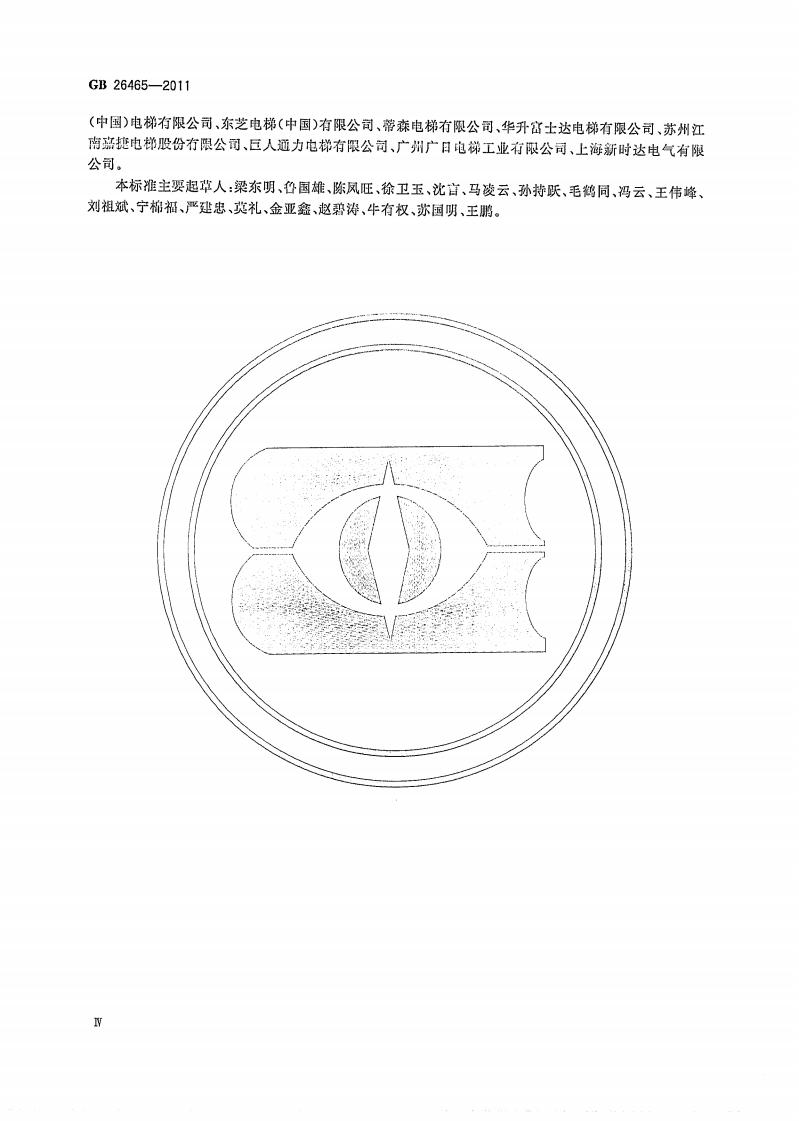 GB 26465—2011
(中国)电梯有限公司、东芝电梯(中国)有限公司、蒂森电梯有限公司、华升富士达电梯有限公司、苏州江
南嘉捷电梯股份有限公司、巨人通力电梯有限公司、广州广日电梯工业有限公司、上海新时达电气有限
公司。
本标准主要起草人:梁东明、鲁国雄、陈凤旺、徐卫玉、沈言、马凌云、孙持跃、毛鹤同、冯云、王伟峰、
刘祖斌、宁棉福、严建忠、莫礼、金亚鑫、赵碧涛、牛有权、苏国明、王鹏。
Ⅳ